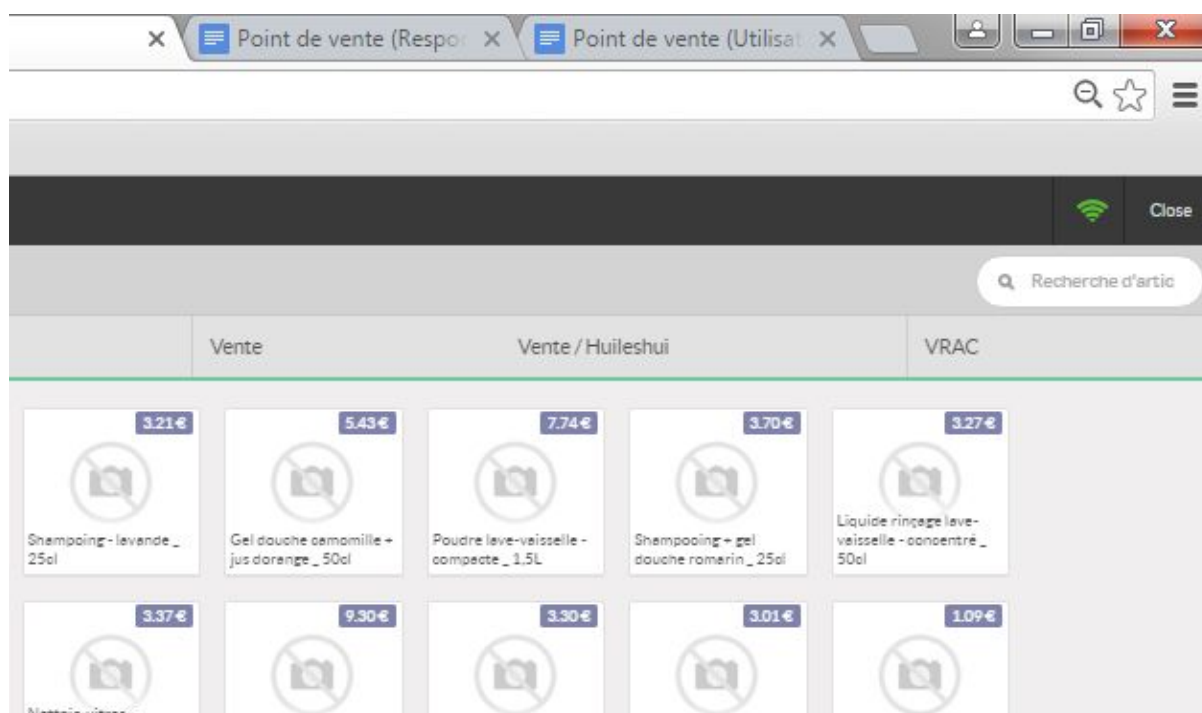 Point de vente (Respon
Point de vente (Utilisat
Close
Recherche d'artic
Vente
Vente / Huileshui
VRAC
3.21 €
Shampoing - lavande _
25cl
5.43 €
Gel douche camomille +
jus dorange _ 50cl
7.74 €
Poudre lave-vaisselle -
compacte _ 1,5L
3.70 €
Shampooing + gel
douche romarin _ 25cl
3.27 €
Liquide rinçage lave-
vaisselle - concentré _
50cl
3.37 €
9.30 €
3.30 €
3.01 €
1.09 €